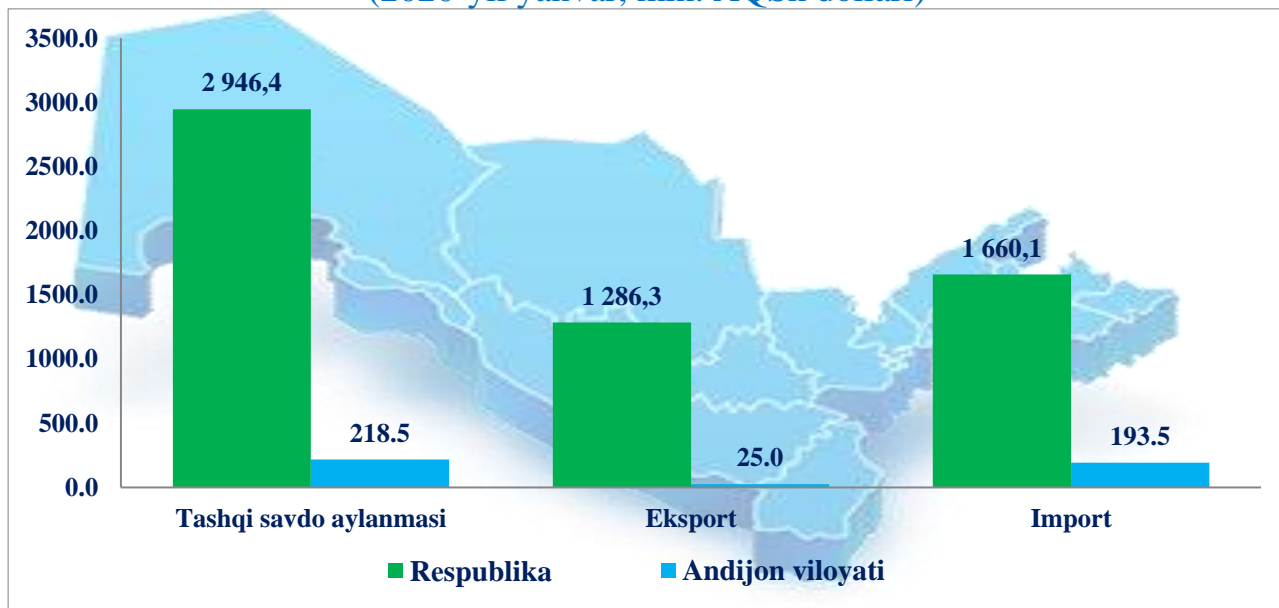 3500.0
3000.0
2500.0
2000.0
1500.0
1000.0
500.0
0.0
2 946,4
218.5
1 286,3
25.0
1 660,1
193.5
Tashqi savdo aylanmasi
Eksport
Import
Respublika
Andijon viloyati